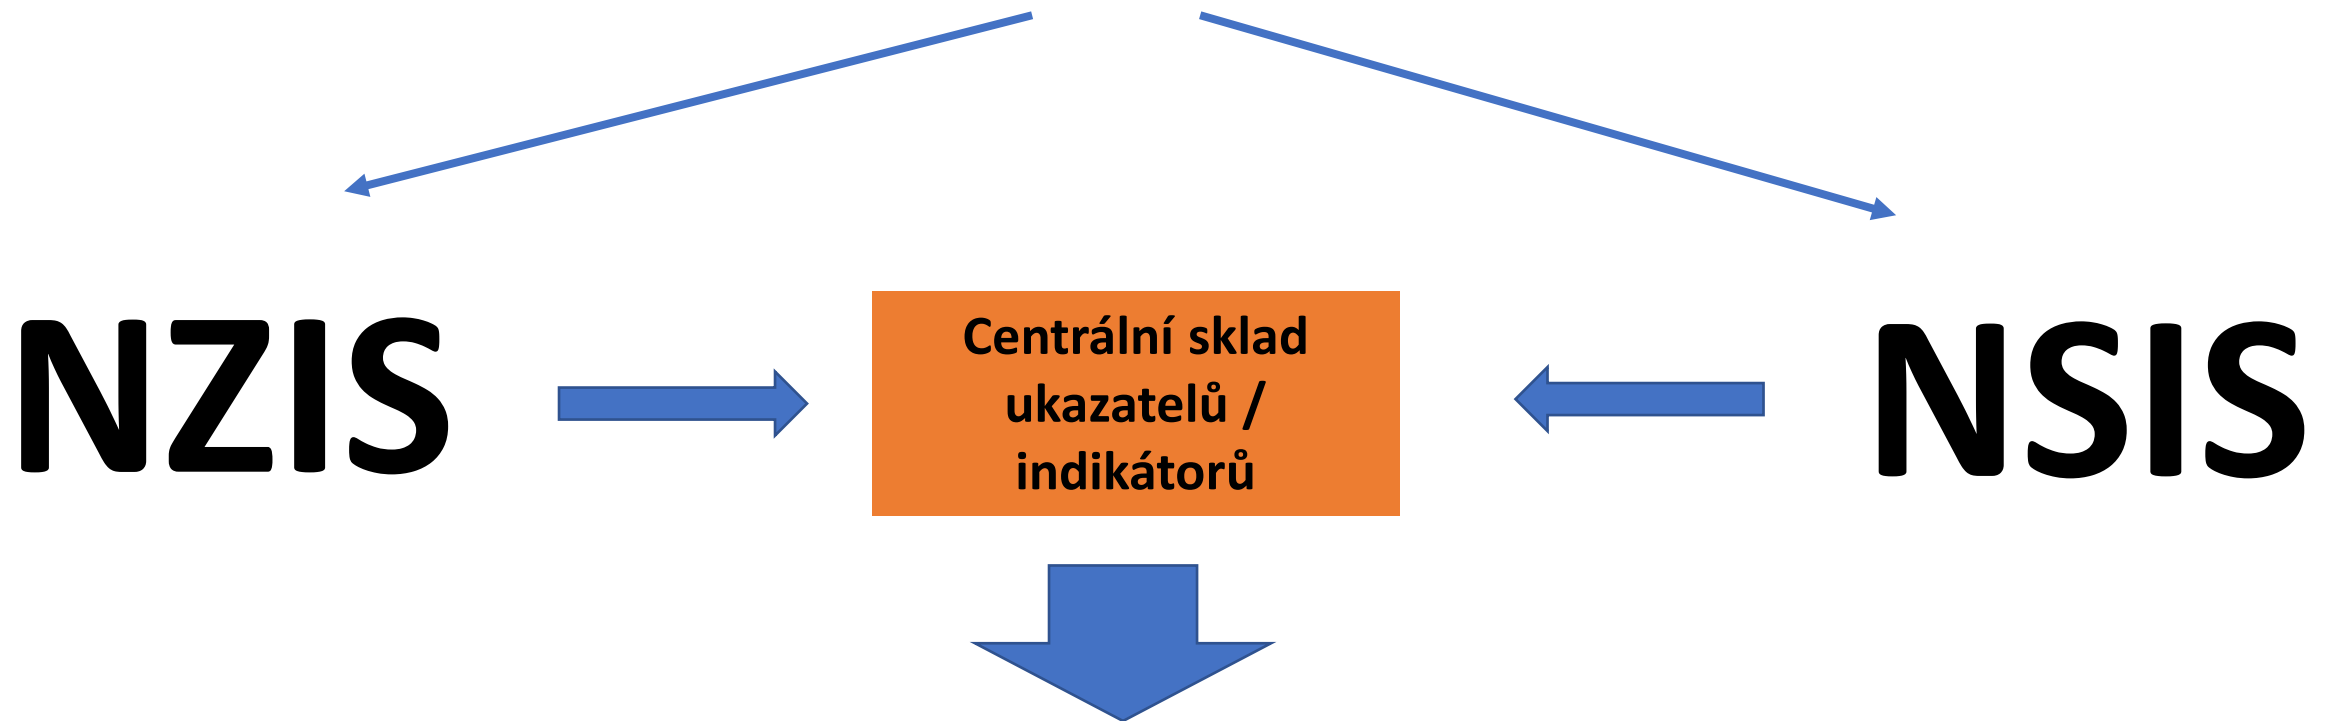 NZIS
Centrální sklad
ukazatelů /
indikátorů
NSIS